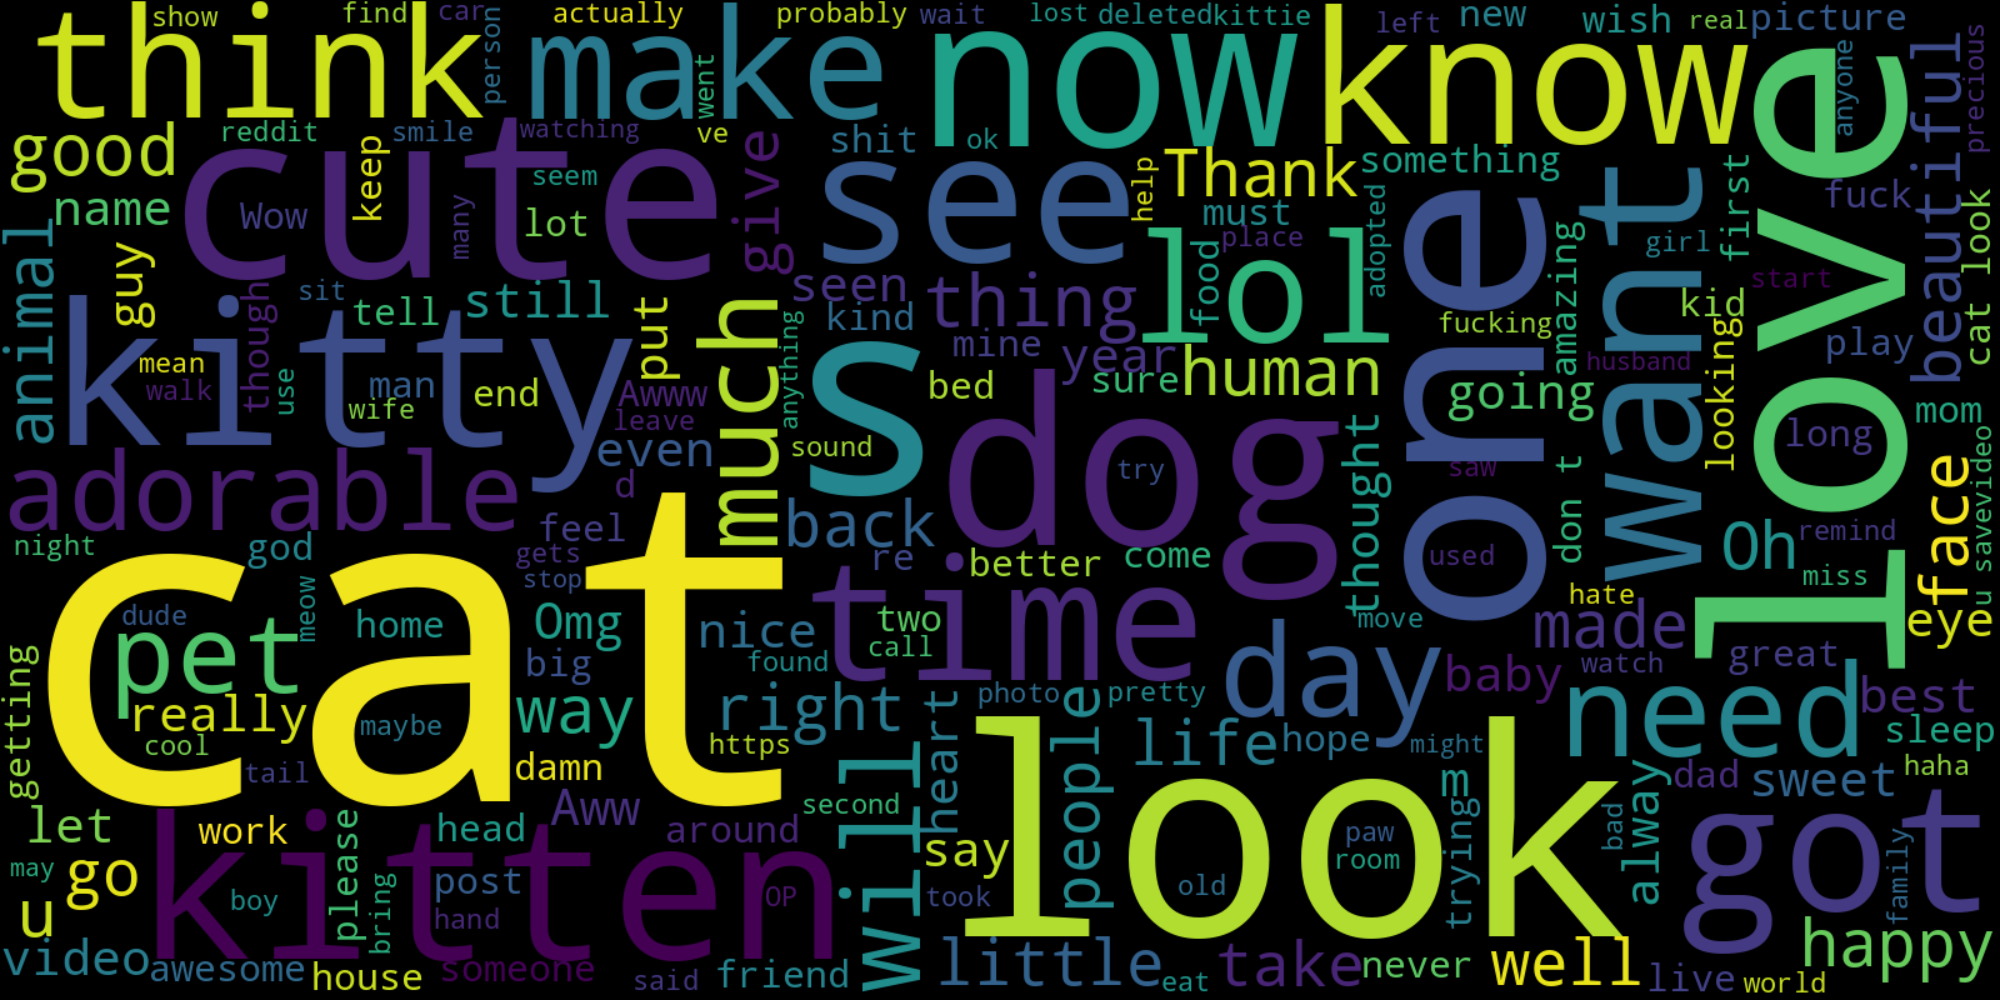 show
find
car
actually
probably
wait
lost
deleted
kittie
left
new
wish
real
picture
think
person
make
went
now
know
love
anyone
beautiful
precious
good
reddit
keep
smile
watching
ve
give
shit
ok
see
help
Thank
something
first
fuck
cat look
name
cute
Wow
many
seem
lot
must
place
food
adopted
one
amazing
want
girl
start
animal
guy
though
sit
tell
still
put
seen
kind
anything
thing
lol
fucking
kid
looking
play
mean
walk
use
man
wife
end
kitty
Awww
leave
much
mine
year
bed
sure
human
going
husband
mom
long
adorable
even
d
sound
s
dog
try
thought
saw
don t
face
u savevideo
night
god
feel
gets
stop
back
re
better
come
used
Oh
remind
miss
hate
dude
meow
home
Omg
nice
two
call
time
move
made
eye
pet
cat
big
found
day
baby
watch
great
getting
really
maybe
way
right
heart
photo
people
pretty
need
best
cool
https
life
hope
might
sleep
tail
damn
will
look
m
alway
dad
sweet
haha
let
work
please
head
Aww
around
second
say
paw
room
trying
bad
got
family
may
go
kitten
boy
bring
post
hand
OP
took
old
happy
u
video
awesome
house
someone
said
friend
little
eat
take
never
well
live
world